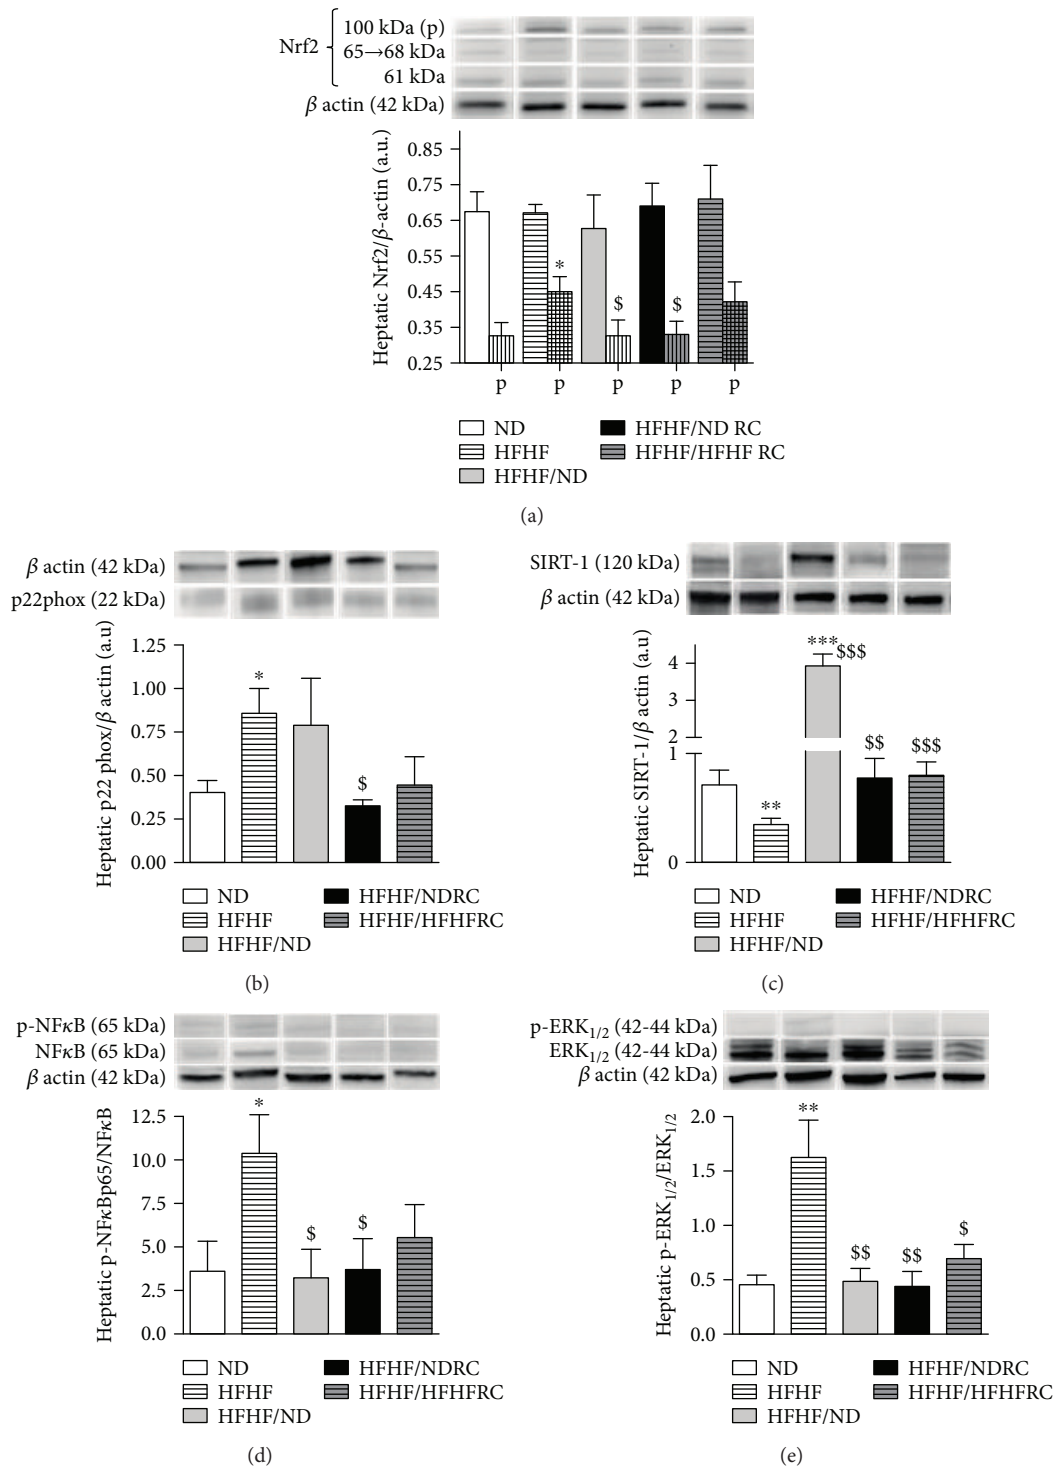 Nrf2
100 kDa (p)
65→68 kDa
61 kDa
β actin (42 kDa)
Heptatic Nrf2/β-actin (a.u.)
0.85
0.75
0.65
0.55
0.45
0.35
0.25
*
$
$
p p p p p
ND
HFHF
HFHF/ND
HFHF/ND RC
HFHF/HFHF RC
(a)
β actin (42 kDa)
p22phox (22 kDa)
Heptatic p22 phox/β actin (a.u)
1.25
1.00
0.75
0.50
0.25
0.00
*
$
ND
HFHF
HFHF/ND
HFHF/NDRC
HFHF/HFHFRC
(b)
SIRT-1 (120 kDa)
β actin (42 kDa)
Heptatic SIRT-1/β actin (a.u)
4
3
2
1
0
**
***
$$$
$$
$$$
ND
HFHF
HFHF/ND
HFHF/NDRC
HFHF/HFHFRC
(c)
p-NFκB (65 kDa)
NFκB (65 kDa)
β actin (42 kDa)
Heptatic p-NFκBp65/NFκB
12.5
10.0
7.5
5.0
2.5
0.0
*
$
$
ND
HFHF
HFHF/ND
HFHF/NDRC
HFHF/HFHFRC
(d)
p-ERK1/2 (42-44 kDa)
ERK1/2 (42-44 kDa)
β actin (42 kDa)
Heptatic p-ERK1/2/ERK1/2
2.0
1.5
1.0
0.5
0.0
**
$$
$$
$
ND
HFHF
HFHF/ND
HFHF/NDRC
HFHF/HFHFRC
(e)